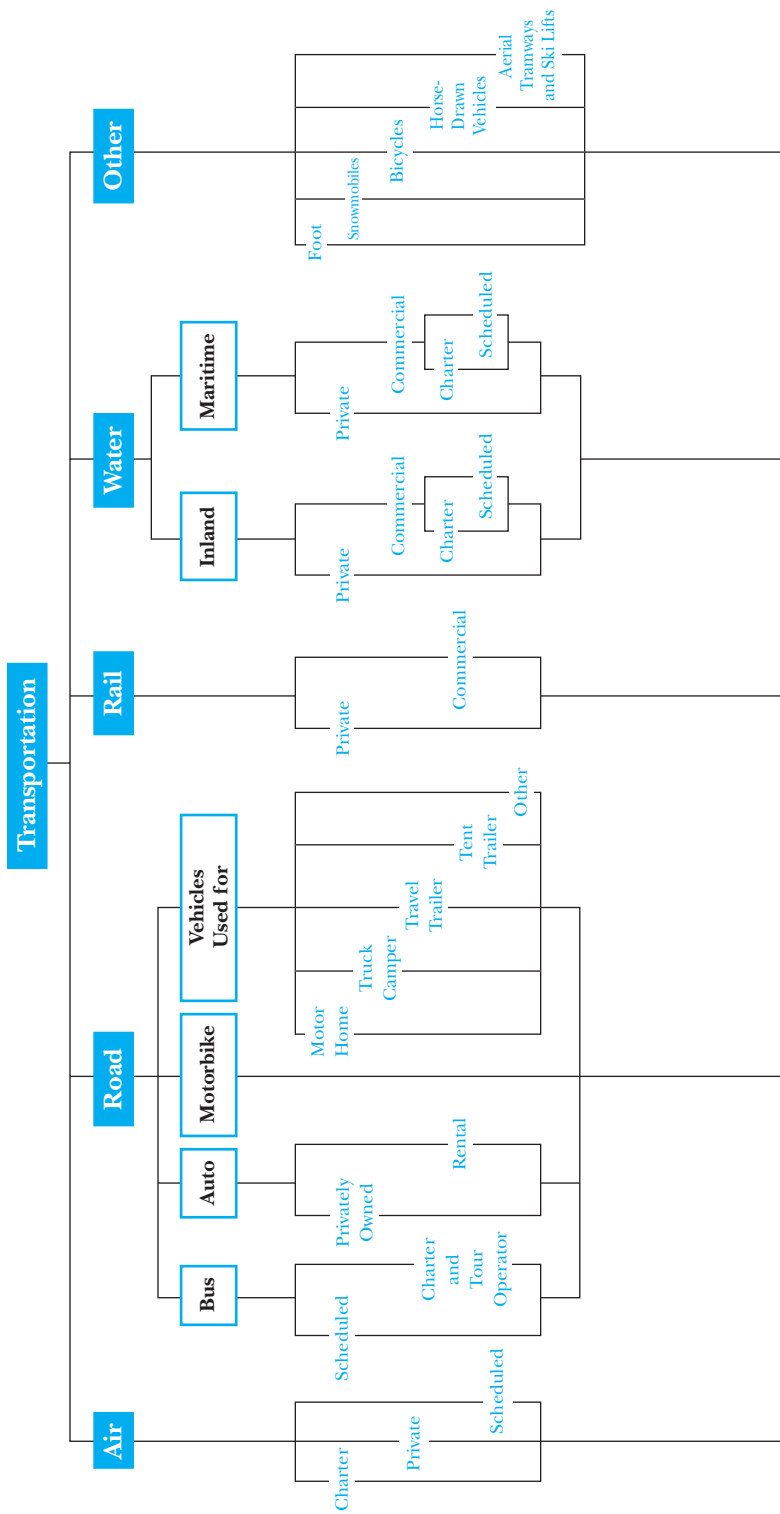 Transportation
Air
Road
Rail
Water
Other
Bus
Auto
Motorbike
Vehicles
Used for
Inland
Maritime
Charter
Private
Scheduled
Scheduled
Charter
and
Tour
Operator
Privately
Owned
Rental
Motor
Home
Truck
Camper
Travel
Trailer
Tent
Trailer
Other
Private
Commercial
Private
Commercial
Charter
Scheduled
Private
Commercial
Charter
Scheduled
Foot
Snowmobiles
Bicycles
Horse-
Drawn
Vehicles
Aerial
Tramways
and Ski Lifts